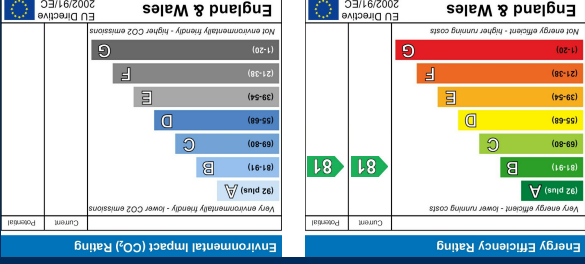 Energy Efficiency Rating
Current
Potential
Very energy efficient - lower running costs
(92 plus) A
(81-91) B
81
81
(69-80) C
(55-68) D
(39-54) E
(21-38) F
(1-20) G
Not energy efficient - higher running costs
England & Wales
EU Directive
2002/91/EC
Environmental Impact (CO₂) Rating
Current
Potential
Very environmentally friendly - lower CO2 emissions
(92 plus) A
(81-91) B
(69-80) C
(55-68) D
(39-54) E
(21-38) F
(1-20) G
Not environmentally friendly - higher CO2 emissions
England & Wales
EU Directive
2002/91/EC